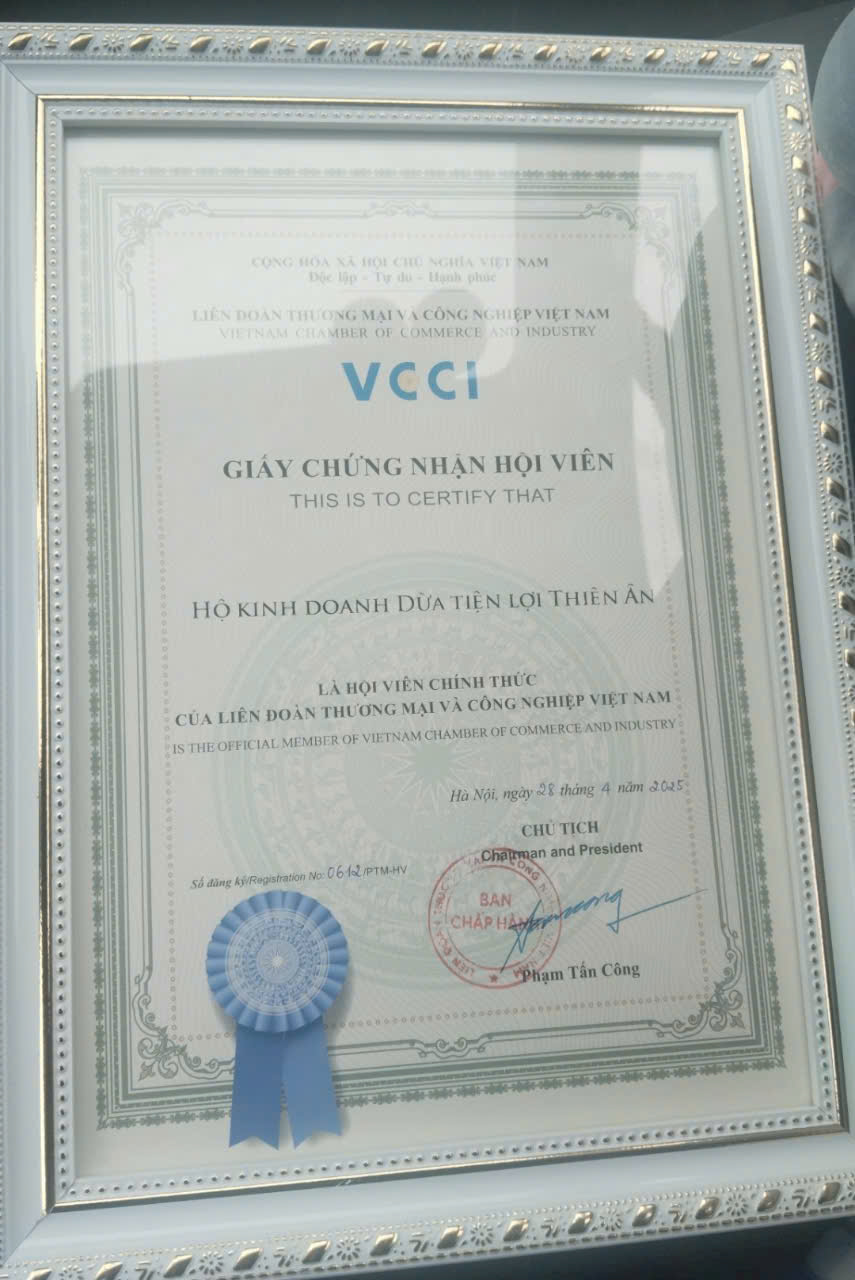 CỘNG HÒA XÃ HỘI CHỦ NGHĨA VIỆT NAM
Độc lập - Tự do - Hạnh phúc
LIÊN ĐOÀN THƯƠNG MẠI VÀ CÔNG NGHIỆP VIỆT NAM
VIETNAM CHAMBER OF COMMERCE AND INDUSTRY
VCCI
GIẤY CHỨNG NHẬN HỘI VIÊN
THIS IS TO CERTIFY THAT
HỘ KINH DOANH DỪA TIỆN LỢI THIÊN ÂN
LÀ HỘI VIÊN CHÍNH THỨC
CỦA LIÊN ĐOÀN THƯƠNG MẠI VÀ CÔNG NGHIỆP VIỆT NAM
IS THE OFFICIAL MEMBER OF VIETNAM CHAMBER OF COMMERCE AND INDUSTRY
Hà Nội, ngày 28 tháng 4 năm 2025
CHỦ TỊCH
Chairman and President
Số đăng ký/Registration No: 0612/PTM-HV
BAN
CHẤP HÀNH
Phạm Tấn Công